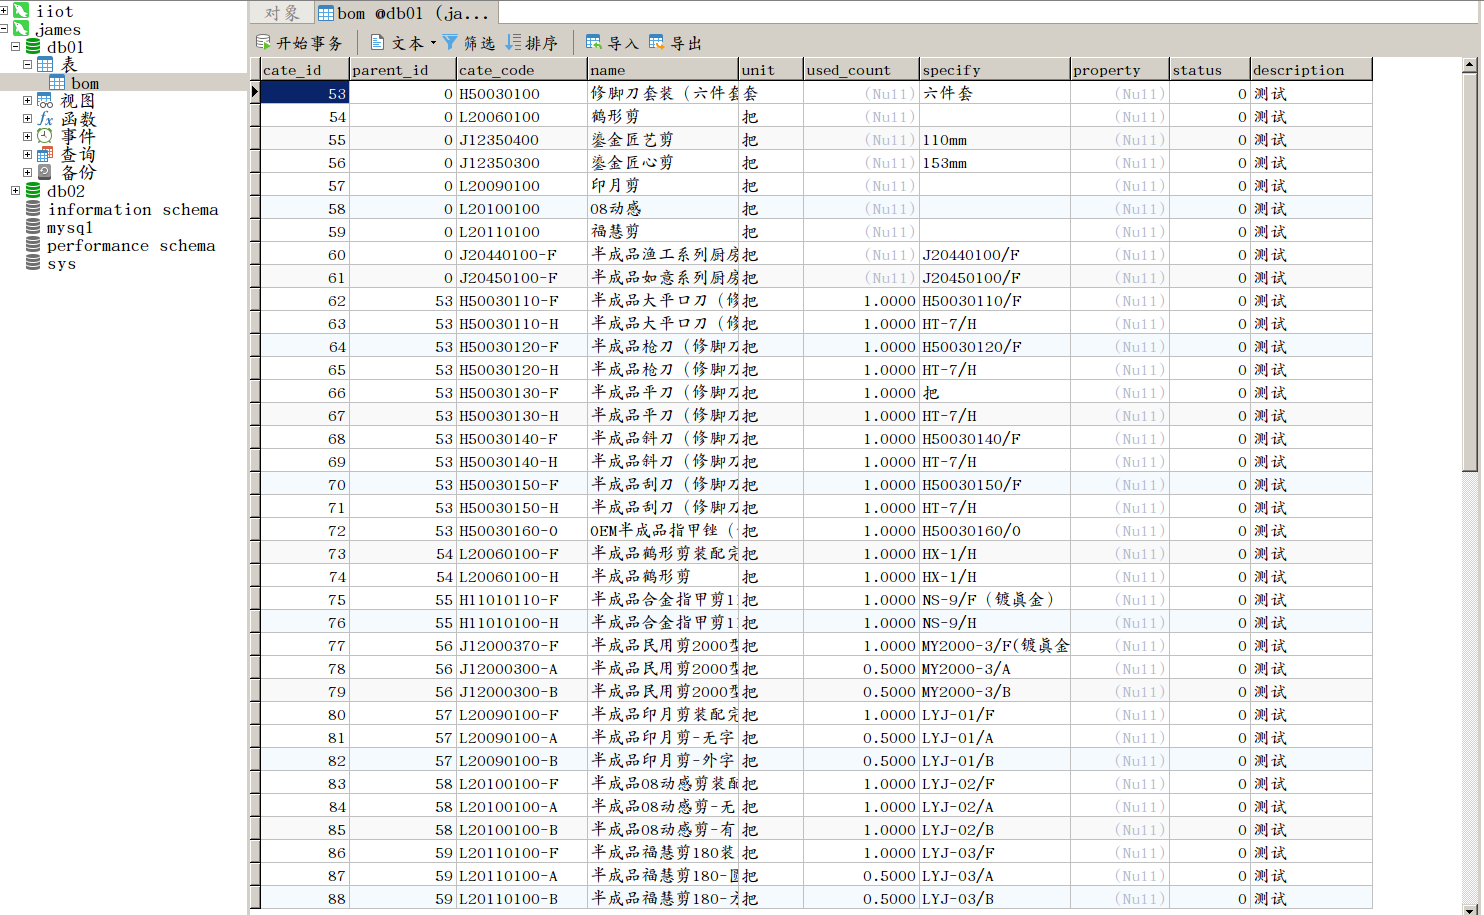 iiot
james
db01
表
bom
视图
函数
事件
查询
备份
db02
information schema
mysql
performance schema
sys
对象 bom @db01 (ja...
开始事务 文本 筛选 排序 导入 导出
cate_id parent_id cate_code name unit used_count specify property status description
53 0 H50030100 修脚刀套装（六件套 套 (Null) 六件套 (Null) 0 测试
54 0 L20060100 鹤形剪 把 (Null) (Null) 0 测试
55 0 J12350400 鎏金匠艺剪 把 (Null) 110mm (Null) 0 测试
56 0 J12350300 鎏金匠心剪 把 (Null) 153mm (Null) 0 测试
57 0 L20090100 印月剪 把 (Null) (Null) 0 测试
58 0 L20100100 08动感 把 (Null) (Null) 0 测试
59 0 L20110100 福慧剪 把 (Null) (Null) 0 测试
60 0 J20440100-F 半成品渔工系列厨房 把 (Null) J20440100/F (Null) 0 测试
61 0 J20450100-F 半成品如意系列厨房 把 (Null) J20450100/F (Null) 0 测试
62 53 H50030110-F 半成品大平口刀（修 把 1.0000 H50030110/F (Null) 0 测试
63 53 H50030110-H 半成品大平口刀（修 把 1.0000 HT-7/H (Null) 0 测试
64 53 H50030120-F 半成品枪刀（修脚刀 把 1.0000 H50030120/F (Null) 0 测试
65 53 H50030120-H 半成品枪刀（修脚刀 把 1.0000 HT-7/H (Null) 0 测试
66 53 H50030130-F 半成品平刀（修脚刀 把 1.0000 把 (Null) 0 测试
67 53 H50030130-H 半成品平刀（修脚刀 把 1.0000 HT-7/H (Null) 0 测试
68 53 H50030140-F 半成品斜刀（修脚刀 把 1.0000 H50030140/F (Null) 0 测试
69 53 H50030140-H 半成品斜刀（修脚刀 把 1.0000 HT-7/H (Null) 0 测试
70 53 H50030150-F 半成品刮刀（修脚刀 把 1.0000 H50030150/F (Null) 0 测试
71 53 H50030150-H 半成品刮刀（修脚刀 把 1.0000 HT-7/H (Null) 0 测试
72 53 H50030160-O OEM半成品指甲锉（ 把 1.0000 H50030160/O (Null) 0 测试
73 54 L20060100-F 半成品鹤形剪装配完 把 1.0000 HX-1/H (Null) 0 测试
74 54 L20060100-H 半成品鹤形剪 把 1.0000 HX-1/H (Null) 0 测试
75 55 H11010110-F 半成品合金指甲剪1 把 1.0000 NS-9/F（镀真金） (Null) 0 测试
76 55 H11010100-H 半成品合金指甲剪1 把 1.0000 NS-9/H (Null) 0 测试
77 56 J12000370-F 半成品民用剪2000型 把 1.0000 MY2000-3/F(镀真金 (Null) 0 测试
78 56 J12000300-A 半成品民用剪2000型 把 0.5000 MY2000-3/A (Null) 0 测试
79 56 J12000300-B 半成品民用剪2000型 把 0.5000 MY2000-3/B (Null) 0 测试
80 57 L20090100-F 半成品印月剪装配完 把 1.0000 LYJ-01/F (Null) 0 测试
81 57 L20090100-A 半成品印月剪-无字 把 0.5000 LYJ-01/A (Null) 0 测试
82 57 L20090100-B 半成品印月剪-外字 把 0.5000 LYJ-01/B (Null) 0 测试
83 58 L20100100-F 半成品08动感剪装配 把 1.0000 LYJ-02/F (Null) 0 测试
84 58 L20100100-A 半成品08动感剪-无 把 1.0000 LYJ-02/A (Null) 0 测试
85 58 L20100100-B 半成品08动感剪-有 把 1.0000 LYJ-02/B (Null) 0 测试
86 59 L20110100-F 半成品福慧剪180装 把 1.0000 LYJ-03/F (Null) 0 测试
87 59 L20110100-A 半成品福慧剪180-圆 把 0.5000 LYJ-03/A (Null) 0 测试
88 59 L20110100-B 半成品福慧剪180-方 把 0.5000 LYJ-03/B (Null) 0 测试